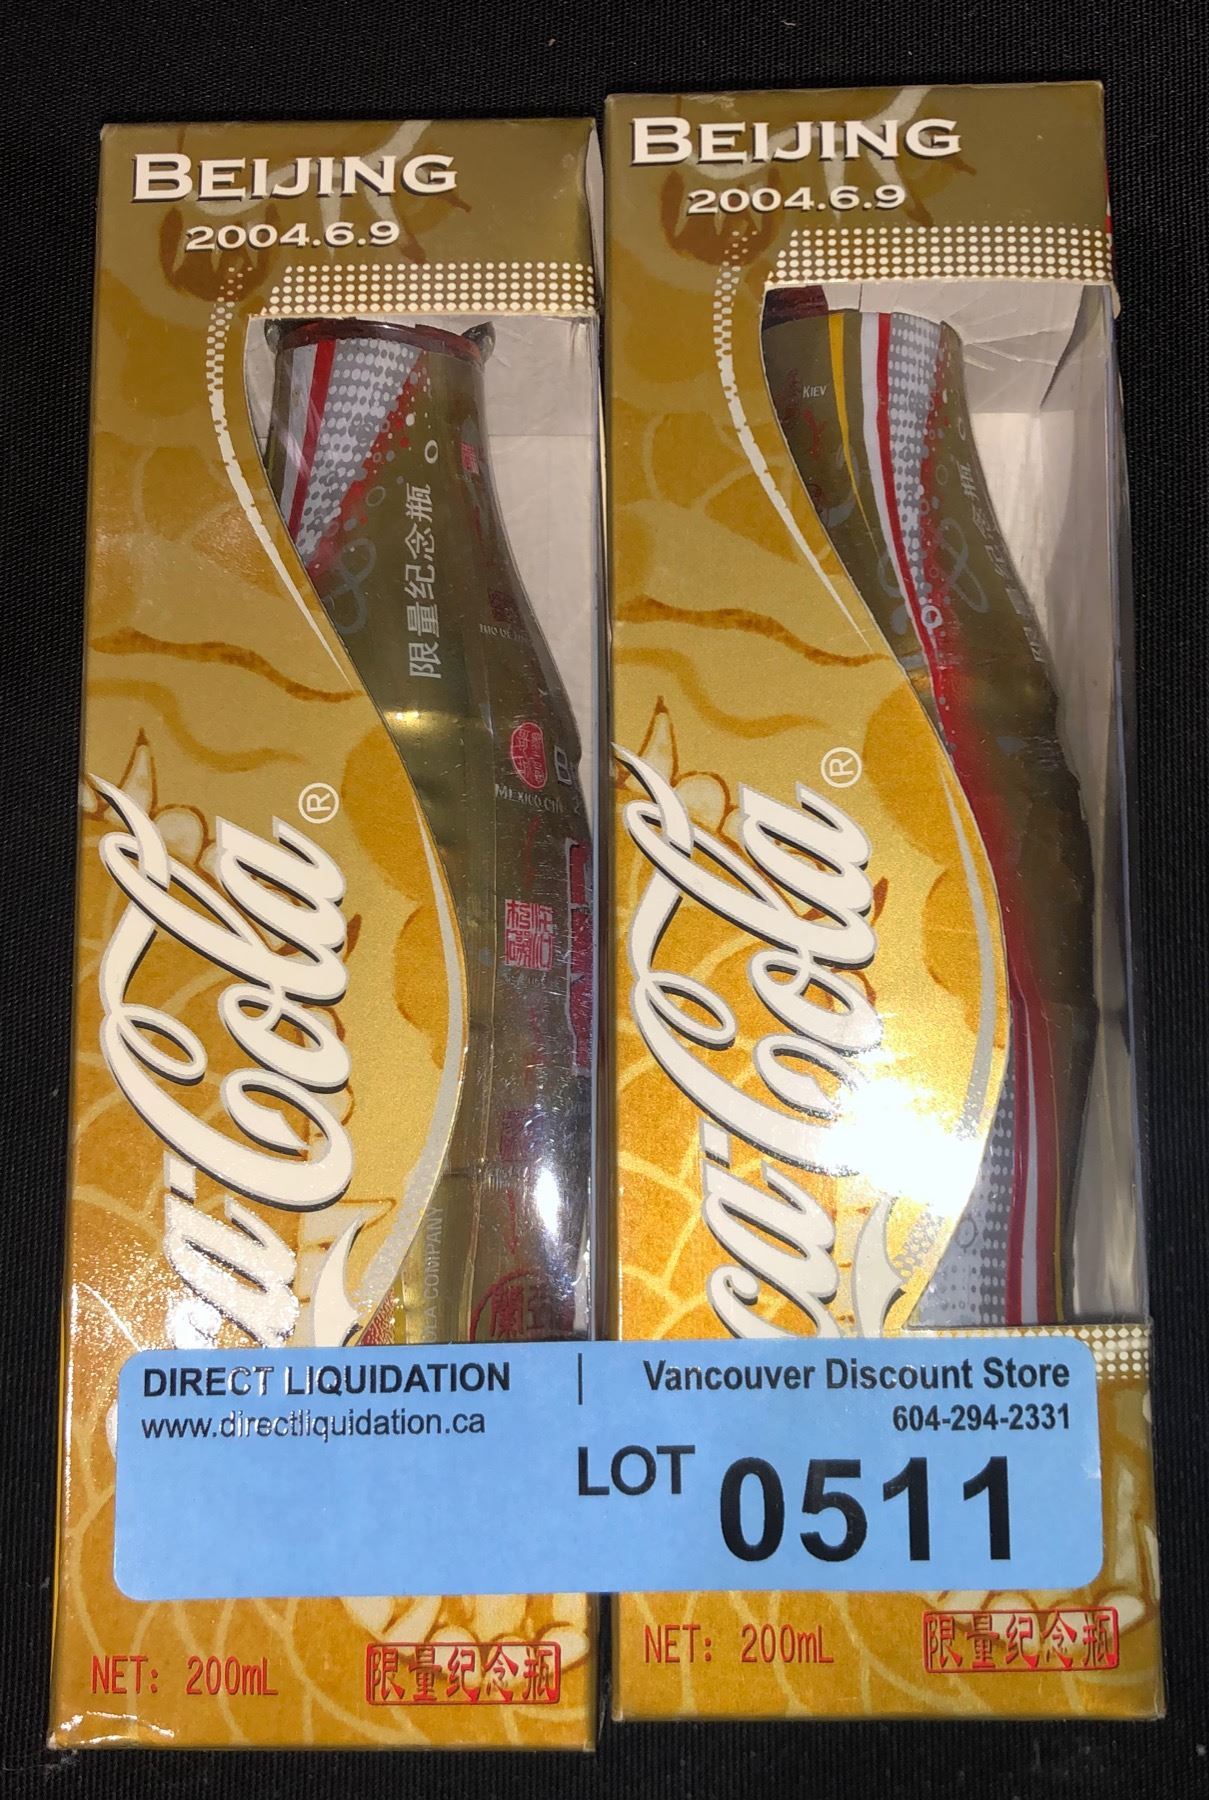 BEIJING
2004.6.9
限量纪念瓶
MEXICO CITY
Coca-Cola®
OLA COMPANY
NET: 200mL
限量纪念瓶
BEIJING
2004.6.9
KIEV
限量纪念瓶
Coca-Cola®
NET: 200mL
限量纪念瓶
DIRECT LIQUIDATION | Vancouver Discount Store
www.directliquidation.ca 604-294-2331
LOT 0511